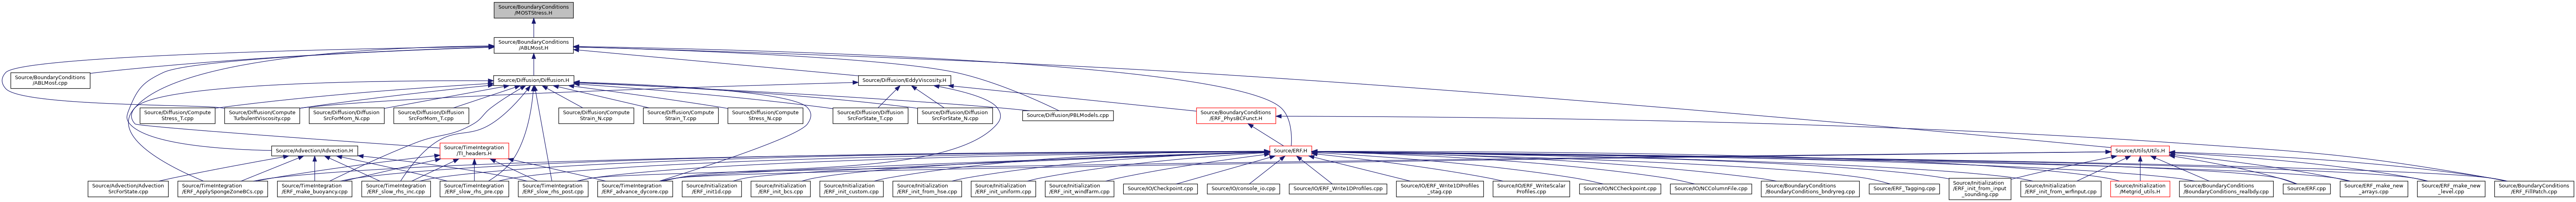 Source/BoundaryConditions
/MOSTStress.H
Source/BoundaryConditions
/ABLMost.H
Source/BoundaryConditions
/ABLMost.cpp
Source/Diffusion/Diffusion.H
Source/Diffusion/EddyViscosity.H
Source/Diffusion/Compute
Stress_T.cpp
Source/Diffusion/Compute
TurbulentViscosity.cpp
Source/Diffusion/Diffusion
SrcForMom_N.cpp
Source/Diffusion/Diffusion
SrcForMom_T.cpp
Source/Diffusion/Compute
Strain_N.cpp
Source/Diffusion/Compute
Strain_T.cpp
Source/Diffusion/Compute
Stress_N.cpp
Source/Diffusion/Diffusion
SrcForState_T.cpp
Source/Diffusion/Diffusion
SrcForState_N.cpp
Source/Diffusion/PBLModels.cpp
Source/BoundaryConditions
/ERF_PhysBCFunct.H
Source/Advection/Advection.H
Source/TimeIntegration
/TI_headers.H
Source/ERF.H
Source/Utils/Utils.H
Source/Advection/Advection
SrcForState.cpp
Source/TimeIntegration
/ERF_ApplySpongeZoneBCs.cpp
Source/TimeIntegration
/ERF_make_buoyancy.cpp
Source/TimeIntegration
/ERF_slow_rhs_inc.cpp
Source/TimeIntegration
/ERF_slow_rhs_pre.cpp
Source/TimeIntegration
/ERF_slow_rhs_post.cpp
Source/TimeIntegration
/ERF_advance_dycore.cpp
Source/Initialization
/ERF_init1d.cpp
Source/Initialization
/ERF_init_bcs.cpp
Source/Initialization
/ERF_init_custom.cpp
Source/Initialization
/ERF_init_from_hse.cpp
Source/Initialization
/ERF_init_uniform.cpp
Source/Initialization
/ERF_init_windfarm.cpp
Source/IO/Checkpoint.cpp
Source/IO/console_io.cpp
Source/IO/ERF_Write1DProfiles.cpp
Source/IO/ERF_Write1DProfiles
_stag.cpp
Source/IO/ERF_WriteScalar
Profiles.cpp
Source/IO/NCCheckpoint.cpp
Source/IO/NCColumnFile.cpp
Source/BoundaryConditions
/BoundaryConditions_bndryreg.cpp
Source/ERF_Tagging.cpp
Source/Initialization
/ERF_init_from_input
_sounding.cpp
Source/Initialization
/ERF_init_from_wrfinput.cpp
Source/Initialization
/Metgrid_utils.H
Source/BoundaryConditions
/BoundaryConditions_realbdy.cpp
Source/ERF.cpp
Source/ERF_make_new
_arrays.cpp
Source/ERF_make_new
_level.cpp
Source/BoundaryConditions
/ERF_FillPatch.cpp